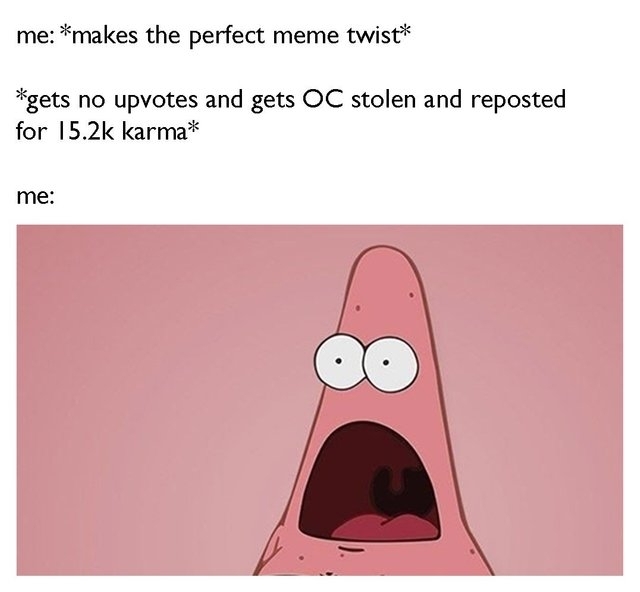 me: *makes the perfect meme twist*
*gets no upvotes and gets OC stolen and reposted
for 15.2k karma*
me: